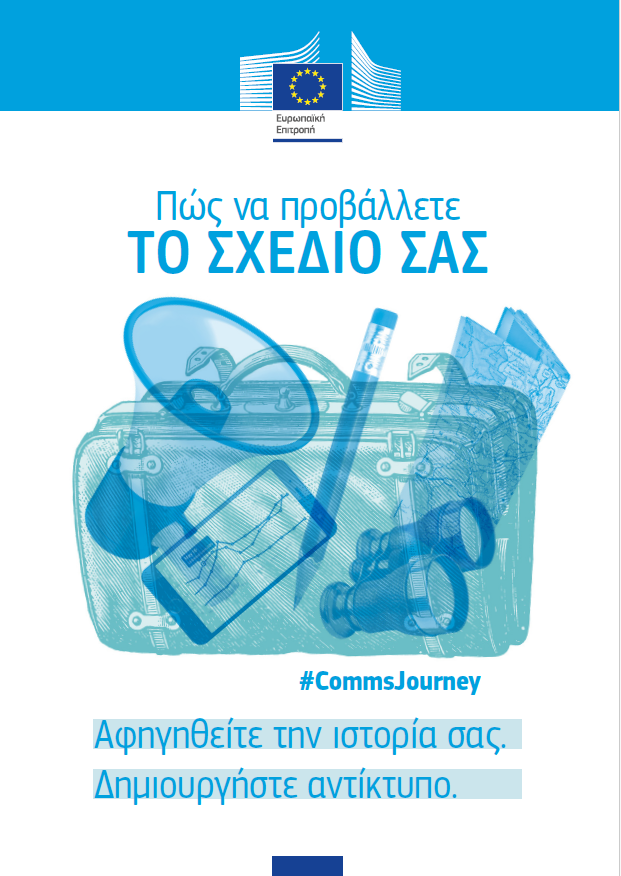 Ευρωπαϊκή
Επιτροπή
Πώς να προβάλλετε
ΤΟ ΣΧΕΔΙΟ ΣΑΣ
#CommsJourney
Αφηγηθείτε την ιστορία σας.
Δημιουργήστε αντίκτυπο.